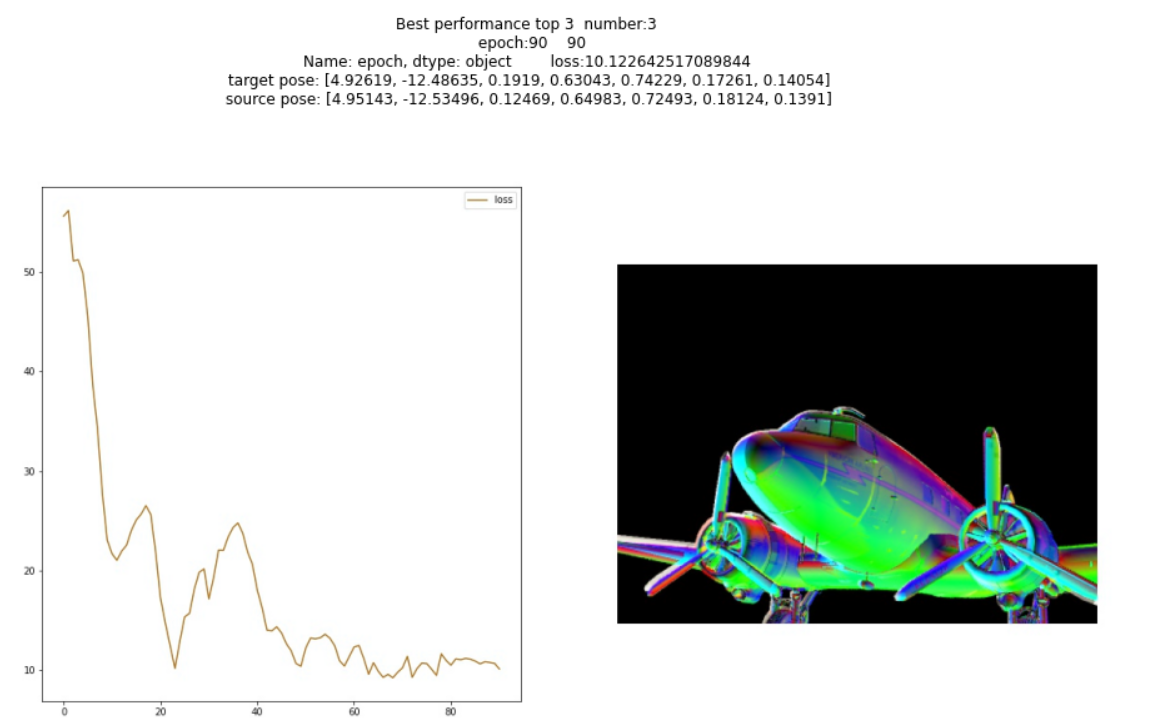 Best performance top 3 number:3
epoch:90 90
Name: epoch, dtype: object loss:10.122642517089844
target pose: [4.92619, -12.48635, 0.1919, 0.63043, 0.74229, 0.17261, 0.14054]
source pose: [4.95143, -12.53496, 0.12469, 0.64983, 0.72493, 0.18124, 0.1391]
loss
50
40
30
20
10
0 20 40 60 80